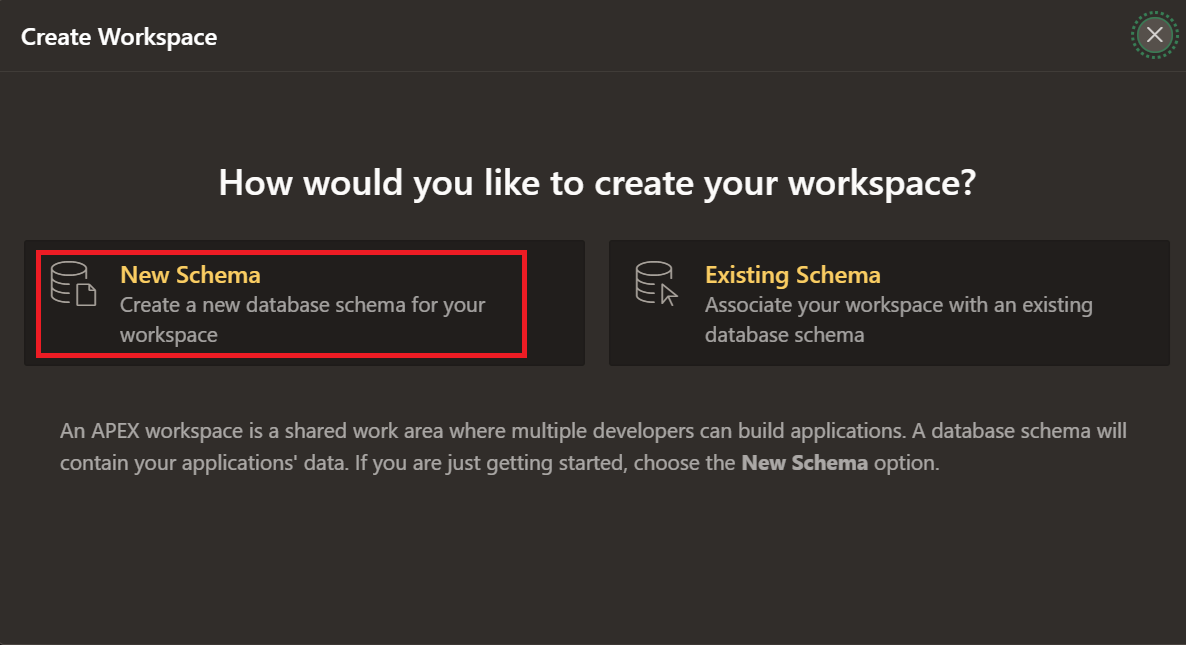 Create Workspace
How would you like to create your workspace?
New Schema
Create a new database schema for your
workspace
Existing Schema
Associate your workspace with an existing
database schema
An APEX workspace is a shared work area where multiple developers can build applications. A database schema will
contain your applications' data. If you are just getting started, choose the New Schema option.